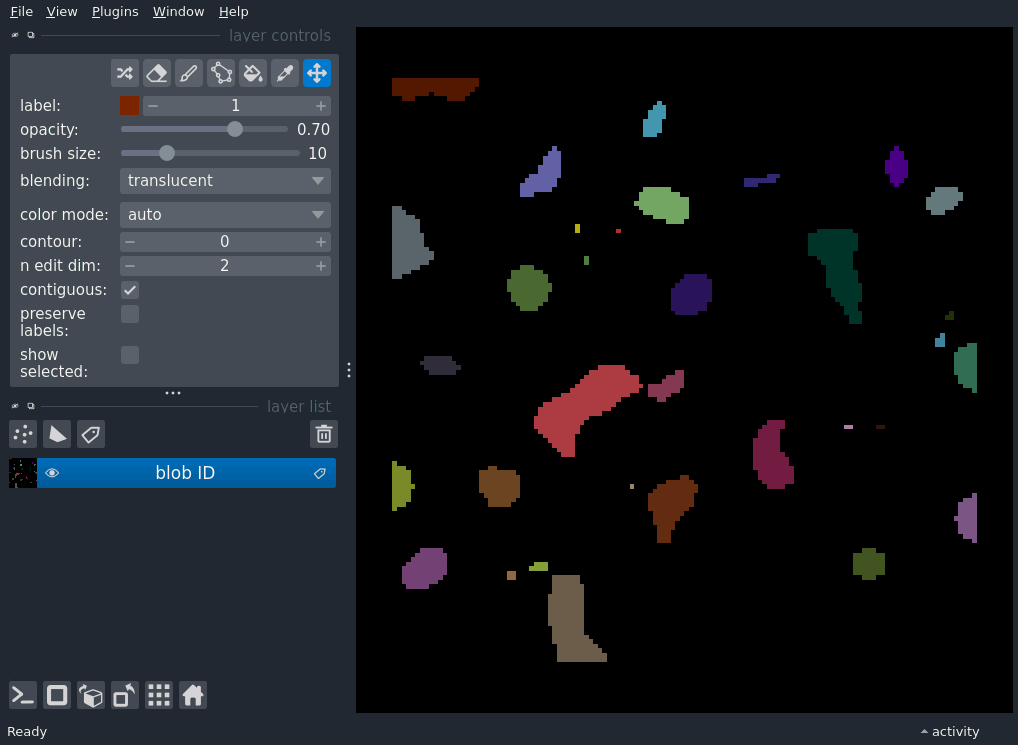 File View Plugins Window Help
layer controls
label: 1
opacity: 0.70
brush size: 10
blending: translucent
color mode: auto
contour: 0
n edit dim: 2
contiguous:
preserve
labels:
show
selected:
layer list
blob ID
Ready
activity